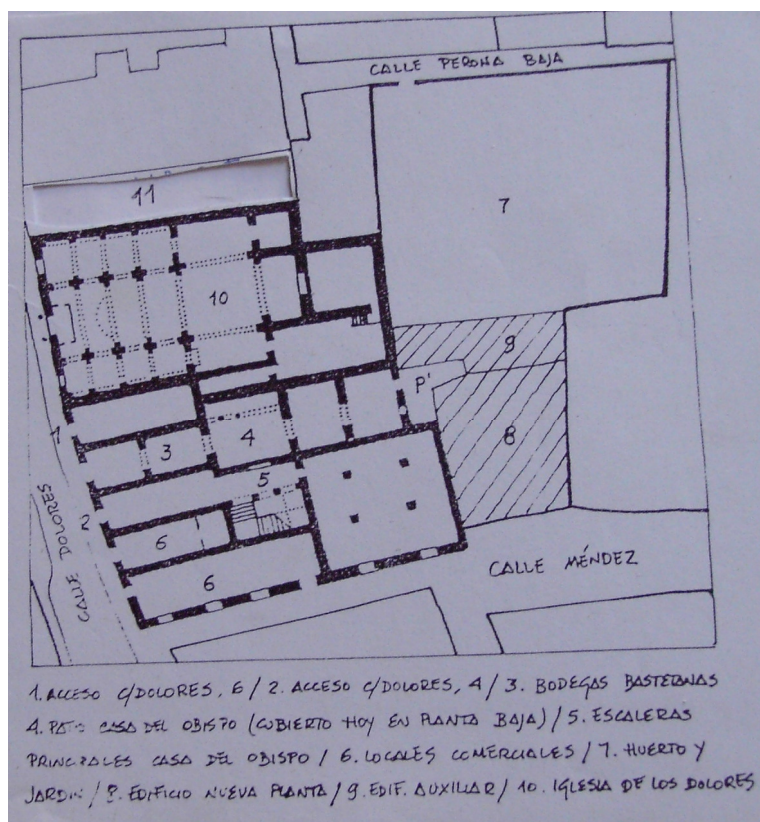 CALLE PERONA BAJA
11
7
10
9
P'
8
1
3
4
5
2
6
6
CALLE DOLORES
CALLE MÉNDEZ
1. ACCESO C/DOLORES, 6 / 2. ACCESO C/DOLORES, 4 / 3. BODEGAS BASTETANAS
4. PATIO CASA DEL OBISPO (CUBIERTO HOY EN PLANTA BAJA) / 5. ESCALERAS
PRINCIPALES CASA DEL OBISPO / 6. LOCALES COMERCIALES / 7. HUERTO Y
JARDIN / 8. EDIFICIO NUEVA PLANTA / 9. EDIF. AUXILIAR / 10. IGLESIA DE LOS DOLORES